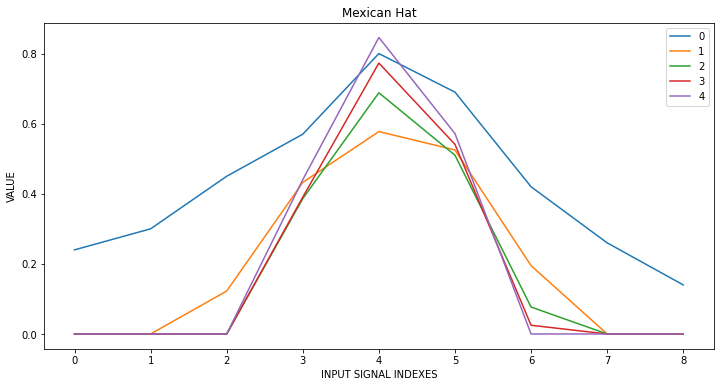 Mexican Hat
0
1
2
3
4
0.8
0.6
0.4
0.2
0.0
VALUE
0 1 2 3 4 5 6 7 8
INPUT SIGNAL INDEXES